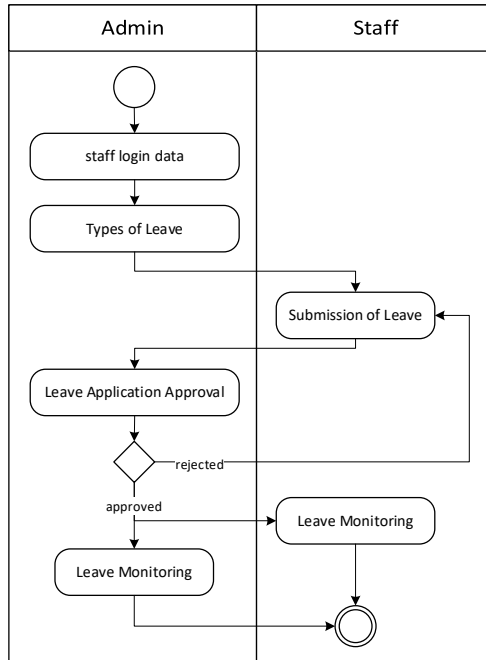 Admin
Staff
staff login data
Types of Leave
Submission of Leave
Leave Application Approval
rejected
approved
Leave Monitoring
Leave Monitoring